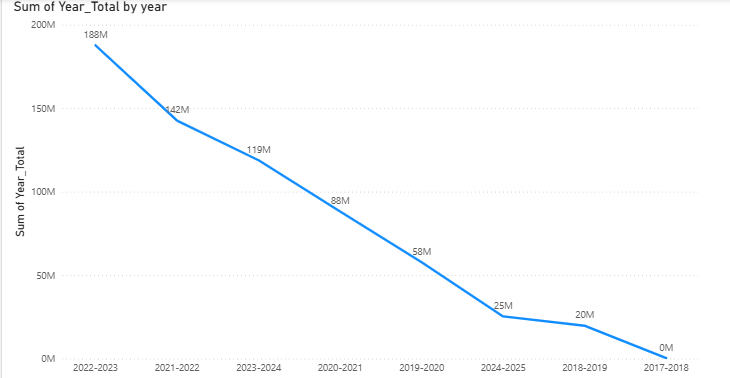 Sum of Year_Total by year
200M
188M
142M
150M
119M
100M
88M
58M
50M
25M
20M
0M
0M
Sum of Year_Total
2022-2023 2021-2022 2023-2024 2020-2021 2019-2020 2024-2025 2018-2019 2017-2018